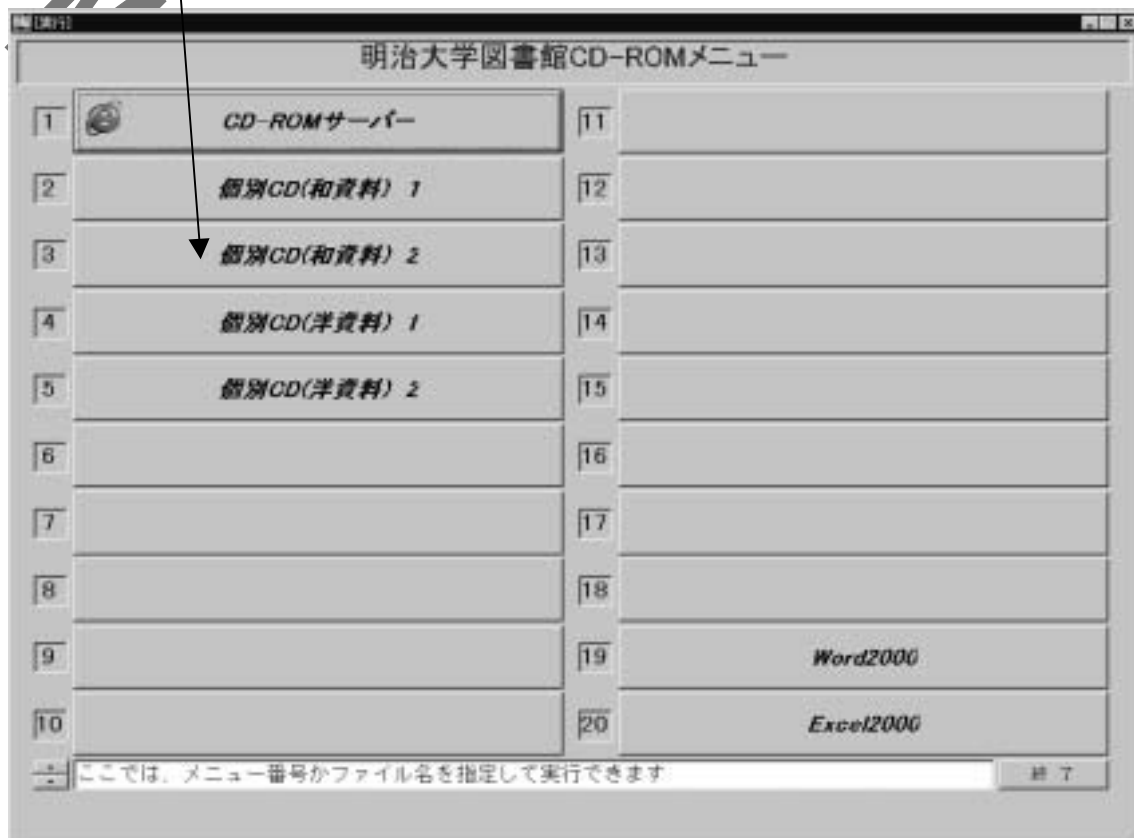 [実行]
明治大学図書館CD-ROMメニュー
1 CD-ROMサーバー
2 個別CD(和資料) 1
3 個別CD(和資料) 2
4 個別CD(洋資料) 1
5 個別CD(洋資料) 2
6
7
8
9
10
11
12
13
14
15
16
17
18
19 Word2000
20 Excel2000
ここでは、メニュー番号かファイル名を指定して実行できます
終了